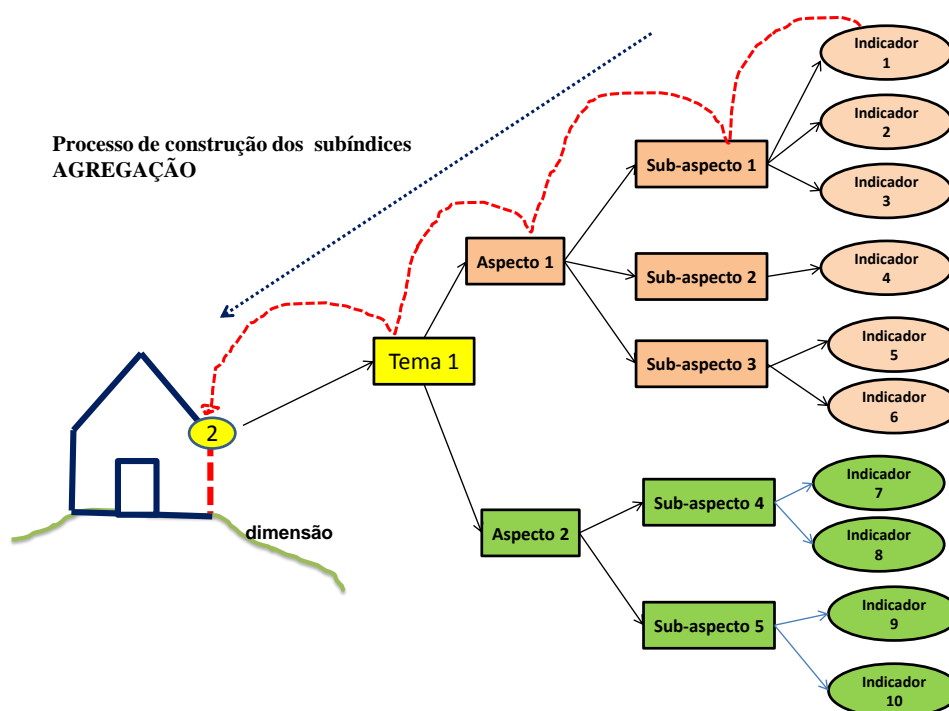 Processo de construção dos subíndices
AGREGAÇÃO
Indicador
1
Indicador
2
Sub-aspecto 1
Indicador
3
Aspecto 1
Sub-aspecto 2
Indicador
4
Tema 1
Sub-aspecto 3
Indicador
5
Indicador
6
2
dimensão
Aspecto 2
Sub-aspecto 4
Indicador
7
Indicador
8
Sub-aspecto 5
Indicador
9
Indicador
10